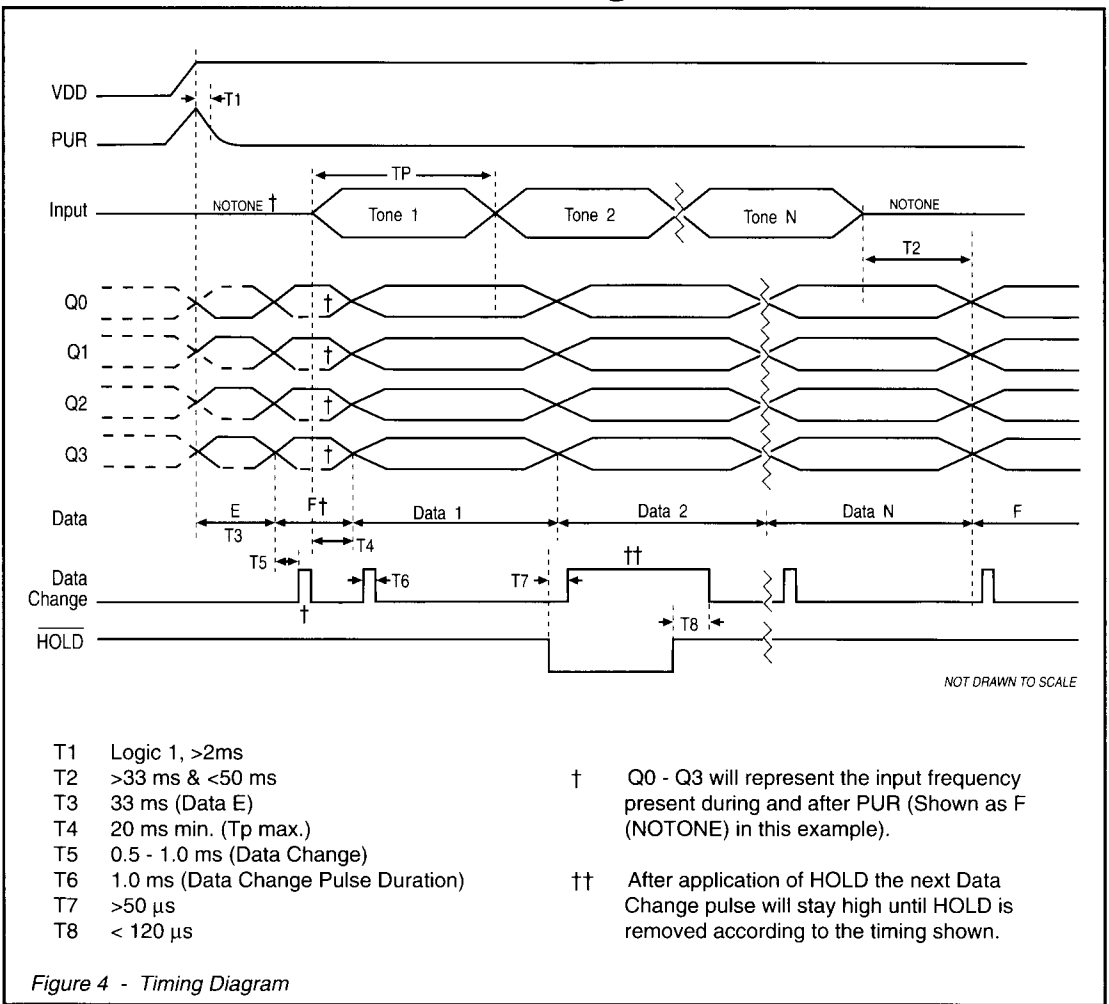 VDD
T1
PUR
TP
Input
NOTONE †
Tone 1
Tone 2
Tone N
NOTONE
T2
Q0
†
Q1
†
Q2
†
Q3
†
Data
E
F†
Data 1
Data 2
Data N
F
T3
T4
T5
Data
Change
†
T6
T7
††
T8
HOLD
NOT DRAWN TO SCALE
T1 Logic 1, >2ms
T2 >33 ms & <50 ms
T3 33 ms (Data E)
T4 20 ms min. (Tp max.)
T5 0.5 - 1.0 ms (Data Change)
T6 1.0 ms (Data Change Pulse Duration)
T7 >50 µs
T8 < 120 µs
† Q0 - Q3 will represent the input frequency
present during and after PUR (Shown as F
(NOTONE) in this example).
†† After application of HOLD the next Data
Change pulse will stay high until HOLD is
removed according to the timing shown.
Figure 4 - Timing Diagram